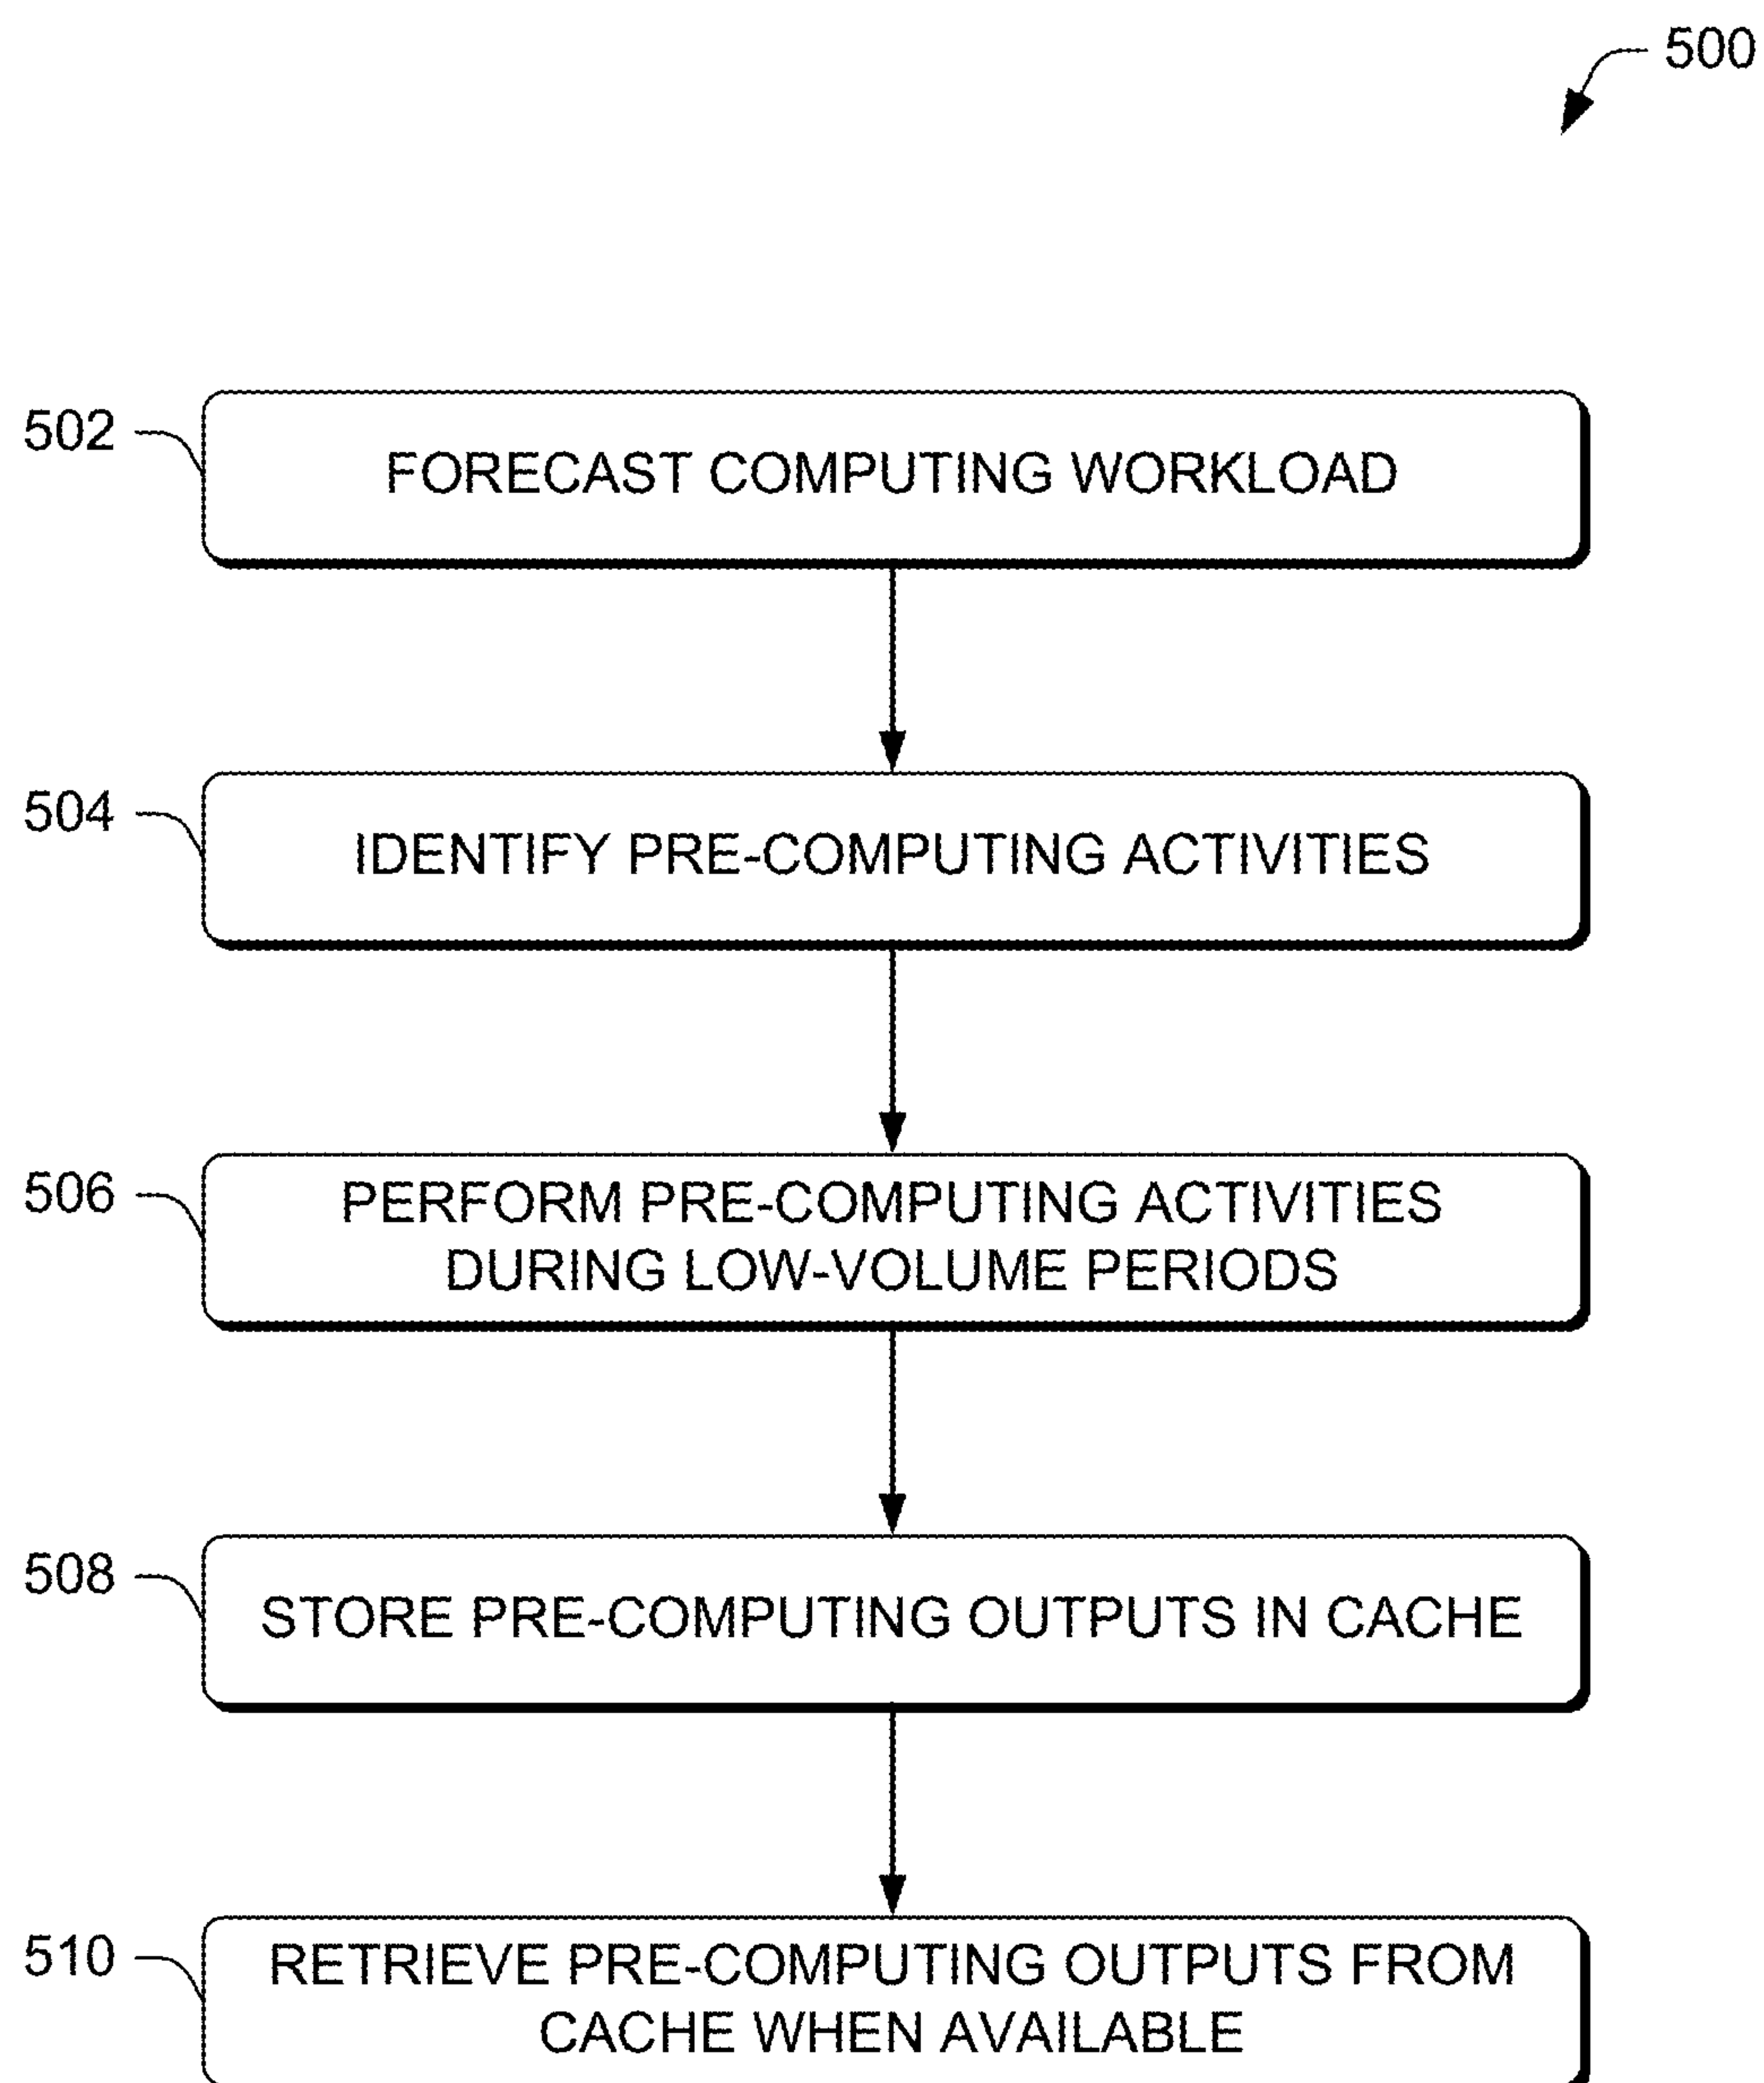 500
502
FORECAST COMPUTING WORKLOAD
504
IDENTIFY PRE-COMPUTING ACTIVITIES
506
PERFORM PRE-COMPUTING ACTIVITIES
DURING LOW-VOLUME PERIODS
508
STORE PRE-COMPUTING OUTPUTS IN CACHE
510
RETRIEVE PRE-COMPUTING OUTPUTS FROM
CACHE WHEN AVAILABLE